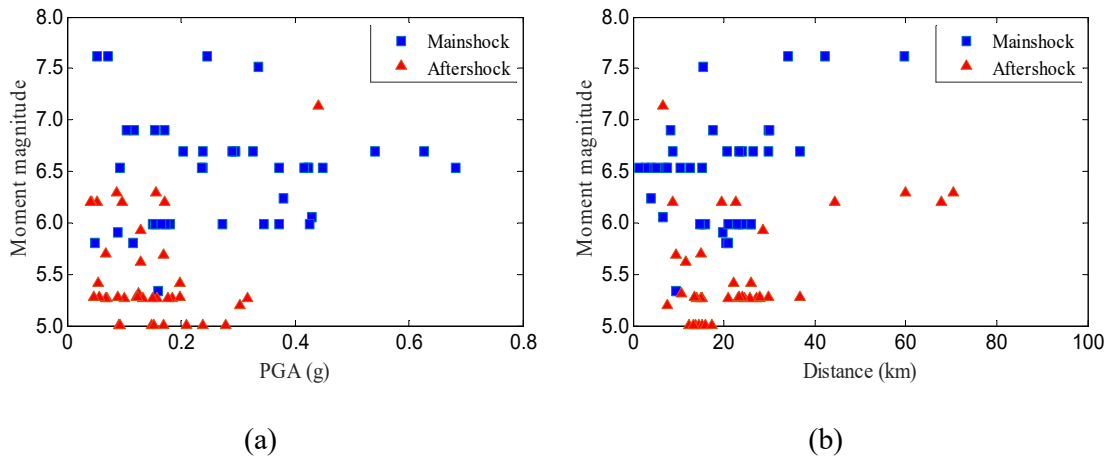 8.0
7.5
7.0
6.5
6.0
5.5
5.0
Moment magnitude
Mainshock
Aftershock
0 0.2 0.4 0.6 0.8
PGA (g)
(a)
8.0
7.5
7.0
6.5
6.0
5.5
5.0
Moment magnitude
Mainshock
Aftershock
0 20 40 60 80 100
Distance (km)
(b)